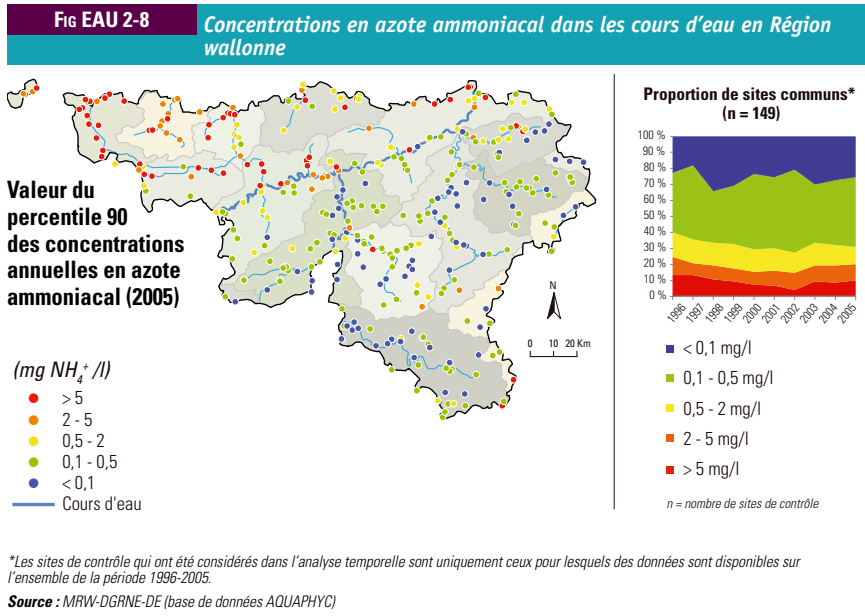 FIG EAU 2-8
Concentrations en azote ammoniacal dans les cours d'eau en Région
wallonne
Valeur du
percentile 90
des concentrations
annuelles en azote
ammoniacal (2005)
(mg NH4+ /l)
> 5
2 - 5
0,5 - 2
0,1 - 0,5
< 0,1
Cours d'eau
N
0 10 20 Km
Proportion de sites communs*
(n = 149)
100 %
90 %
80 %
70 %
60 %
50 %
40 %
30 %
20 %
10 %
0 %
1996 1997 1998 1999 2000 2001 2002 2003 2004 2005
< 0,1 mg/l
0,1 - 0,5 mg/l
0,5 - 2 mg/l
2 - 5 mg/l
> 5 mg/l
n = nombre de sites de contrôle
*Les sites de contrôle qui ont été considérés dans l'analyse temporelle sont uniquement ceux pour lesquels des données sont disponibles sur
l'ensemble de la période 1996-2005.
Source : MRW-DGRNE-DE (base de données AQUAPHYC)